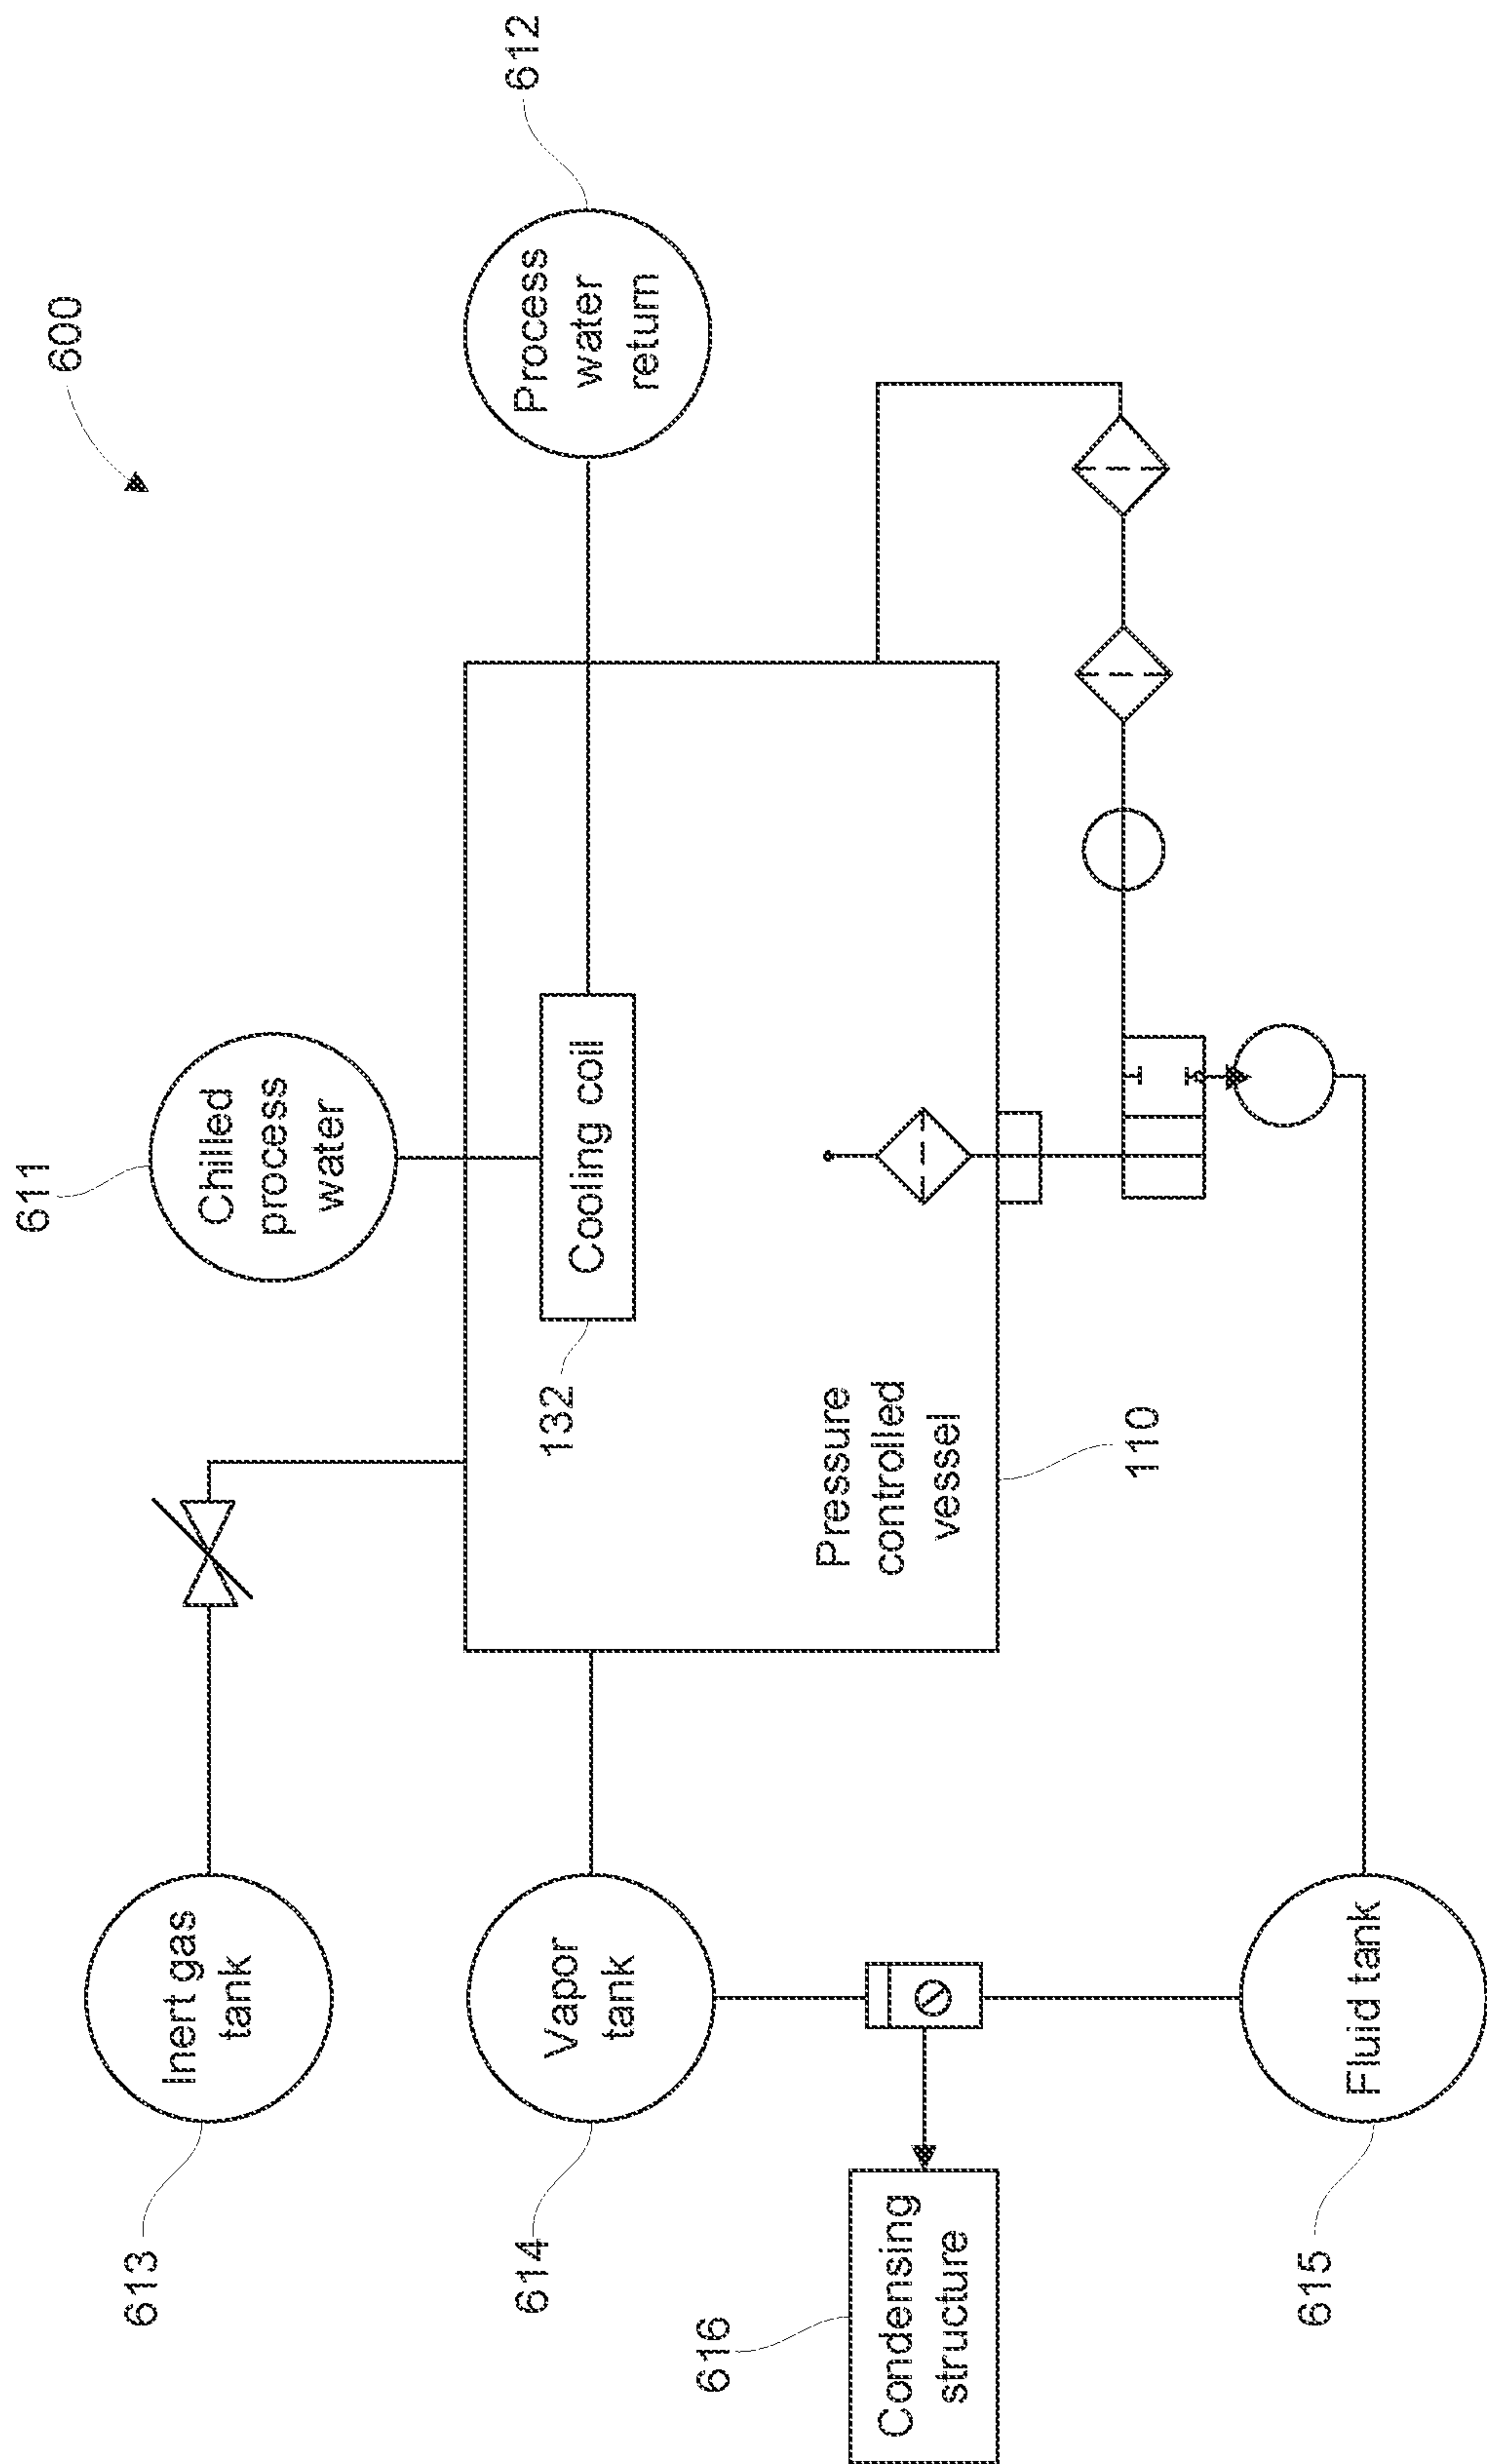 600
611
Chilled
process
water
612
Process
water
return
613
Inert gas
tank
132
Cooling coil
614
Vapor
tank
Pressure
controlled
vessel
110
616
Condensing
structure
615
Fluid tank